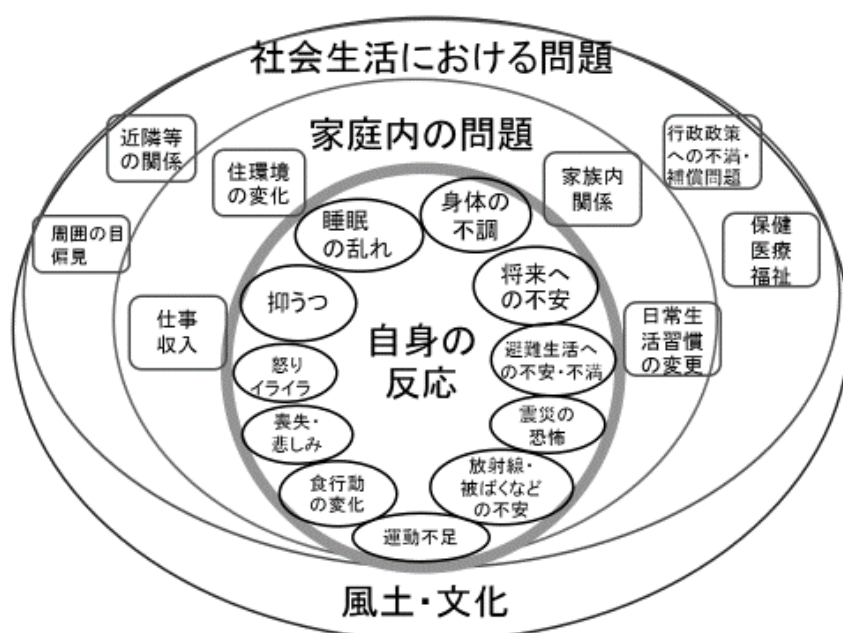 社会生活における問題
近隣等
の関係
家庭内の問題
行政政策
への不満・
補償問題
住環境
の変化
家族内
関係
周囲の目
偏見
保健
医療
福祉
睡眠
の乱れ
身体の
不調
抑うつ
将来へ
の不安
仕事
収入
日常生
活習慣
の変更
自身の
反応
怒り
イライラ
避難生活へ
の不安・不満
喪失・
悲しみ
震災の
恐怖
食行動
の変化
放射線・
被ばくなど
の不安
運動不足
風土・文化